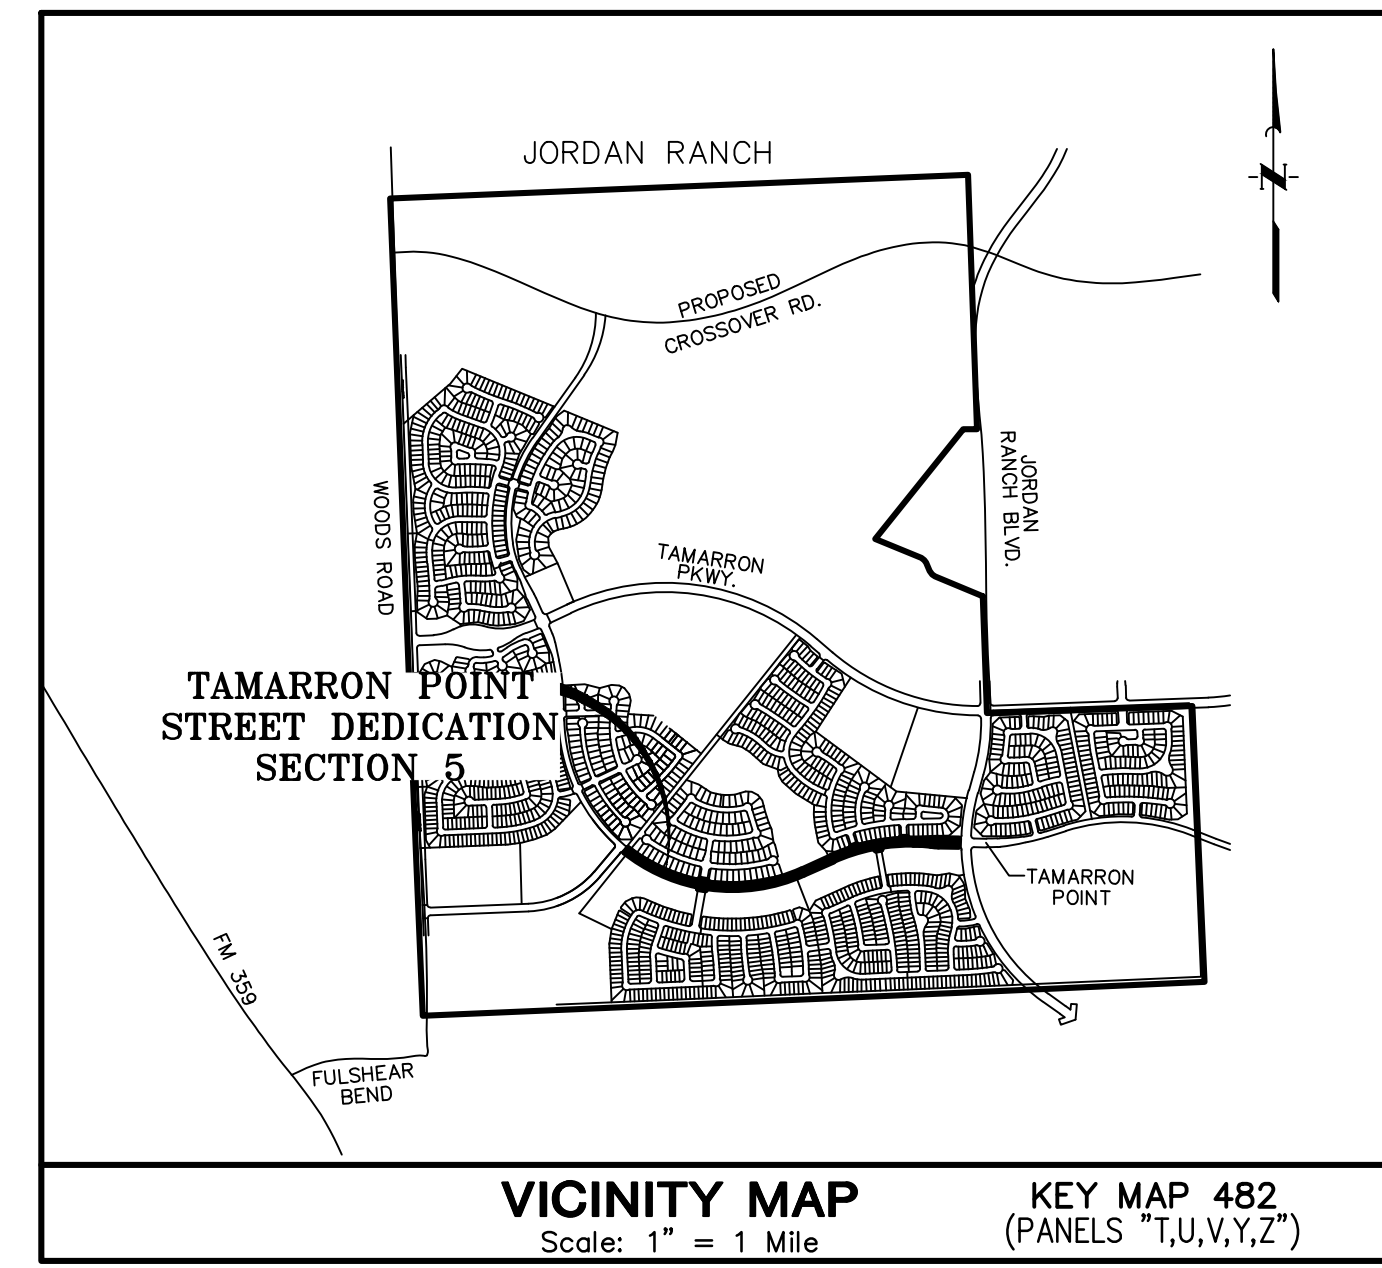 JORDAN RANCH
N
PROPOSED
CROSSOVER RD.
JORDAN
RANCH BLVD.
WOODS ROAD
TAMARRON
PKWY.
TAMARRON POINT
STREET DEDICATION
SECTION 5
TAMARRON
POINT
FM 359
FULSHEAR
BEND
VICINITY MAP
Scale: 1" = 1 Mile
KEY MAP 482
(PANELS "T,U,V,Y,Z")